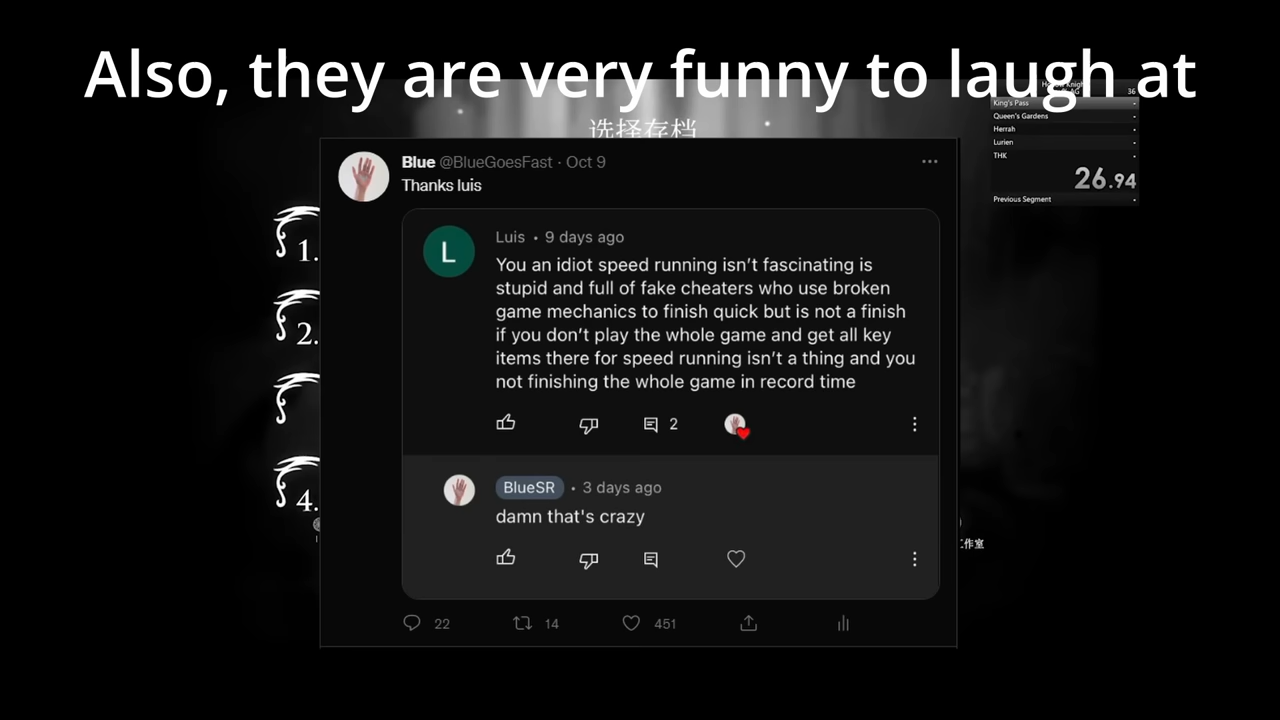 Also, they are very funny to laugh at
选择存档
36
King's Pass -
Queen's Gardens -
Herrah -
Lurien -
THK -
26.94
Previous Segment -
Blue @BlueGoesFast · Oct 9
Thanks luis
L
Luis • 9 days ago
You an idiot speed running isn't fascinating is
stupid and full of fake cheaters who use broken
game mechanics to finish quick but is not a finish
if you don't play the whole game and get all key
items there for speed running isn't a thing and you
not finishing the whole game in record time
2
BlueSR • 3 days ago
damn that's crazy
22 14 451
1.
2.
4.
工作室